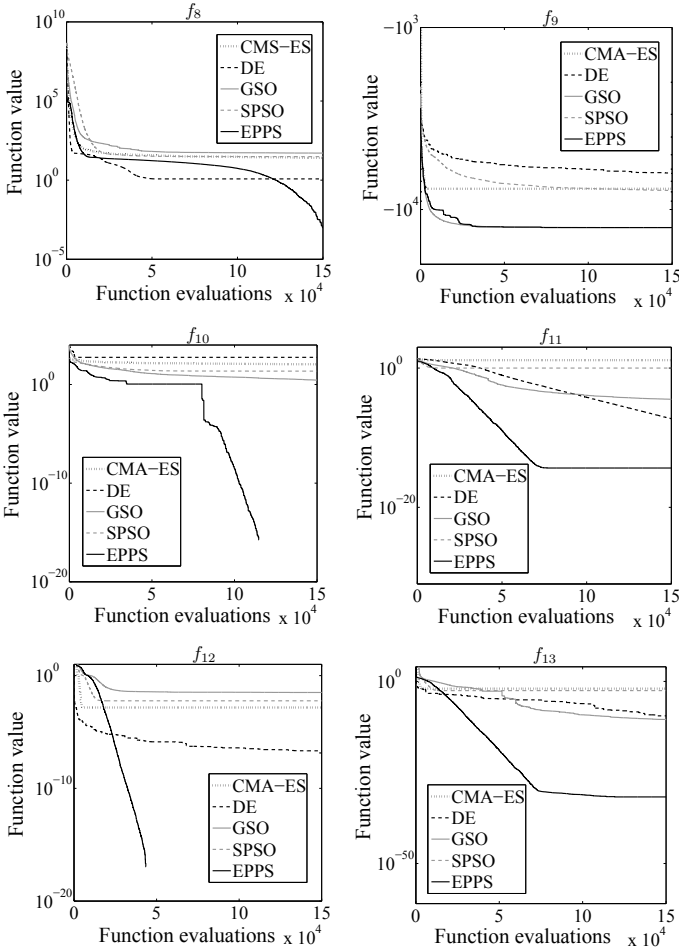 f8
10^10
10^5
10^0
10^-5
Function value
CMS-ES
DE
GSO
SPSO
EPPS
0 5 10 15
Function evaluations x 10^4
f9
-10^3
-10^4
Function value
CMA-ES
DE
GSO
SPSO
EPPS
0 5 10 15
Function evaluations x 10^4
f10
10^0
10^-10
10^-20
Function value
CMA-ES
DE
GSO
SPSO
EPPS
0 5 10 15
Function evaluations x 10^4
f11
10^0
10^-20
Function value
CMA-ES
DE
GSO
SPSO
EPPS
0 5 10 15
Function evaluations x 10^4
f12
10^0
10^-10
10^-20
Function value
CMA-ES
DE
GSO
SPSO
EPPS
0 5 10 15
Function evaluations x 10^4
f13
10^0
10^-50
Function value
CMA-ES
DE
GSO
SPSO
EPPS
0 5 10 15
Function evaluations x 10^4